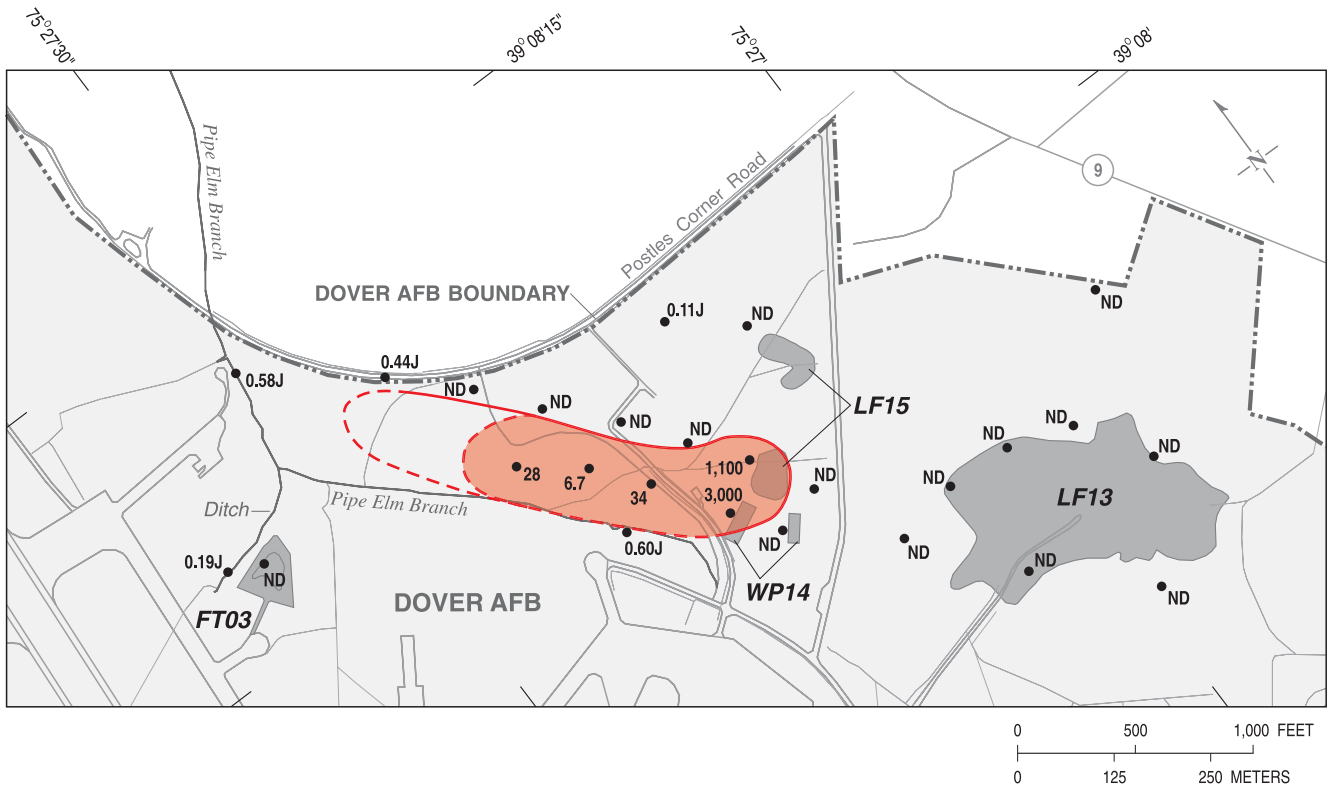 75°27'30"
39°08'15"
75°27'
39°08'
Pipe Elm Branch
Postles Corner Road
9
N
DOVER AFB BOUNDARY
0.11J
ND
ND
0.44J
0.58J
ND
ND
ND
ND
LF15
ND
ND
ND
1,100
ND
ND
28
6.7
34
3,000
LF13
Pipe Elm Branch
Ditch
0.60J
ND
ND
0.19J
ND
ND
ND
WP14
FT03
DOVER AFB
0 500 1,000 FEET
0 125 250 METERS